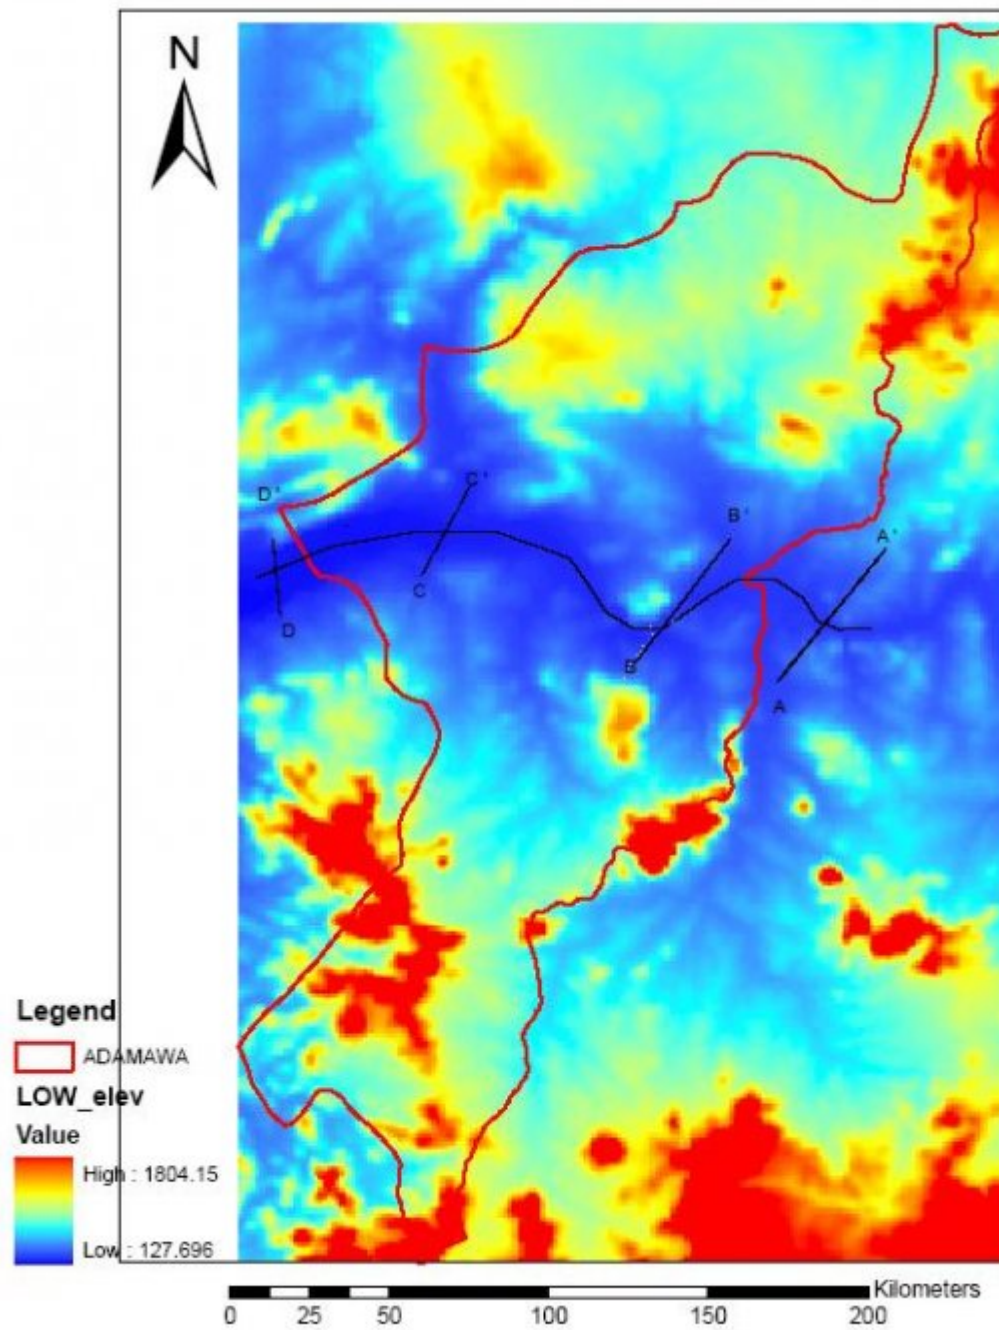 N
D'
C'
B'
A'
C
D
B
A
Legend
ADAMAWA
LOW_elev
Value
High : 1804.15
Low : 127.696
Kilometers
0 25 50 100 150 200